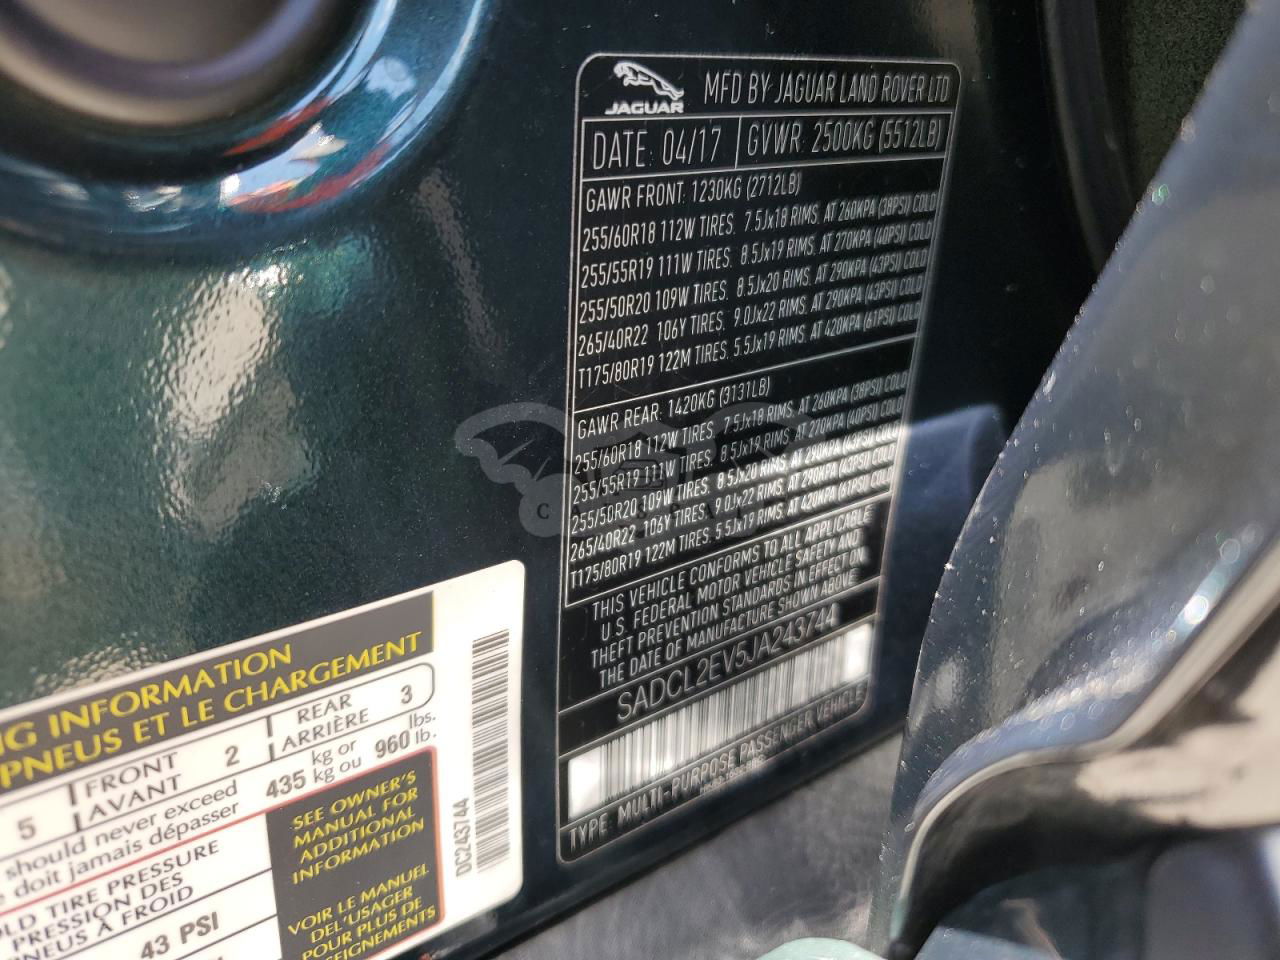 JAGUAR
MFD BY JAGUAR LAND ROVER LTD
DATE: 04/17 GVWR: 2500KG (5512LB)
GAWR FRONT: 1230KG (2712LB)
255/60R18 112W TIRES, 7.5Jx18 RIMS, AT 260KPA (38PSI) COLD
255/55R19 111W TIRES, 8.5Jx19 RIMS, AT 270KPA (40PSI) COLD
255/50R20 109W TIRES, 8.5Jx20 RIMS, AT 290KPA (43PSI) COLD
265/40R22 106Y TIRES, 9.0Jx22 RIMS, AT 290KPA (43PSI) COLD
T175/80R19 122M TIRES, 5.5Jx19 RIMS, AT 420KPA (61PSI) COLD
GAWR REAR: 1420KG (3131LB)
255/60R18 112W TIRES, 7.5Jx18 RIMS, AT 260KPA (38PSI) COLD
255/55R19 111W TIRES, 8.5Jx19 RIMS, AT 270KPA (40PSI) COLD
255/50R20 109W TIRES, 8.5Jx20 RIMS, AT 290KPA (43PSI) COLD
265/40R22 106Y TIRES, 9.0Jx22 RIMS, AT 290KPA (43PSI) COLD
T175/80R19 122M TIRES, 5.5Jx19 RIMS, AT 420KPA (61PSI) COLD
THIS VEHICLE CONFORMS TO ALL APPLICABLE
U.S. FEDERAL MOTOR VEHICLE SAFETY AND
THEFT PREVENTION STANDARDS IN EFFECT ON
THE DATE OF MANUFACTURE SHOWN ABOVE
SADCL2EV5JA243744
TYPE: MULTI-PURPOSE PASSENGER VEHICLE
NG INFORMATION
PNEUS ET LE CHARGEMENT
5 FRONT 2 REAR 3
AVANT ARRIÈRE
should never exceed 435 kg or 960 lbs.
doit jamais dépasser kg ou lb.
OLD TIRE PRESSURE
PRESSION DES
PNEUS À FROID
43 PSI
SEE OWNER'S
MANUAL FOR
ADDITIONAL
INFORMATION
VOIR LE MANUEL
DEL'USAGER
POUR PLUS DE
SEIGNEMENTS
DC243744